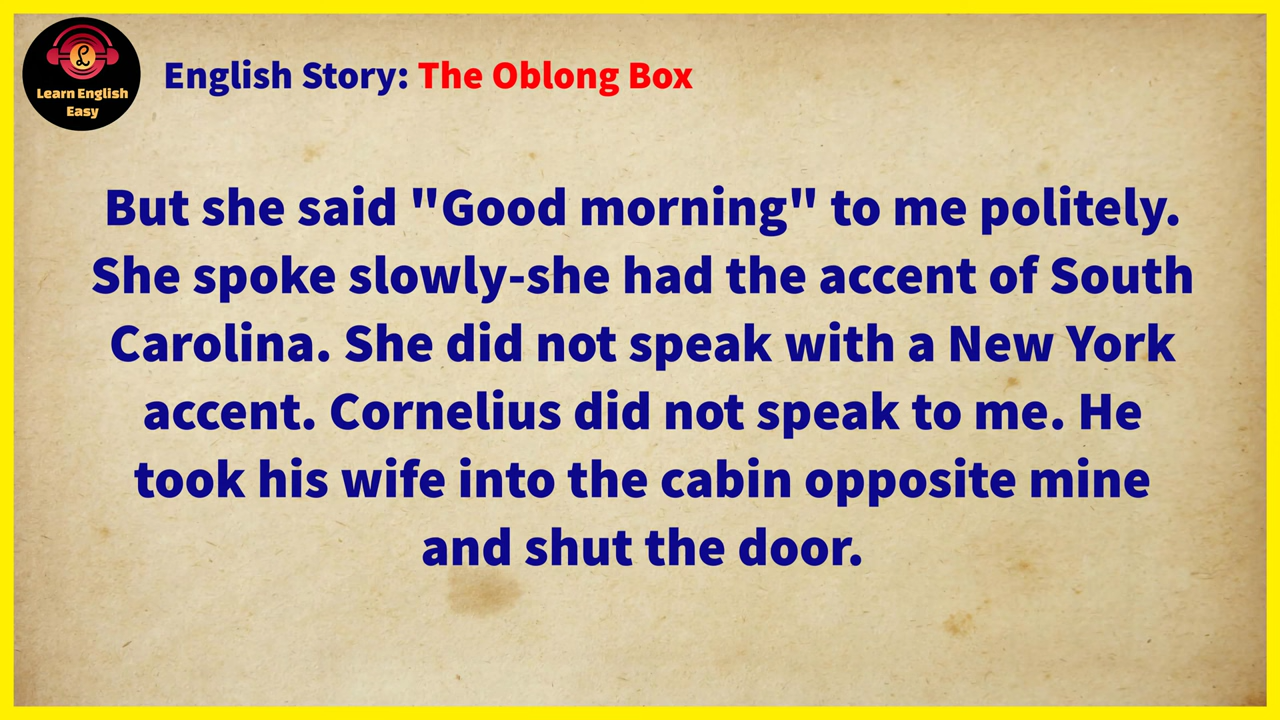 L
Learn English
Easy
English Story: The Oblong Box
But she said "Good morning" to me politely.
She spoke slowly-she had the accent of South
Carolina. She did not speak with a New York
accent. Cornelius did not speak to me. He
took his wife into the cabin opposite mine
and shut the door.